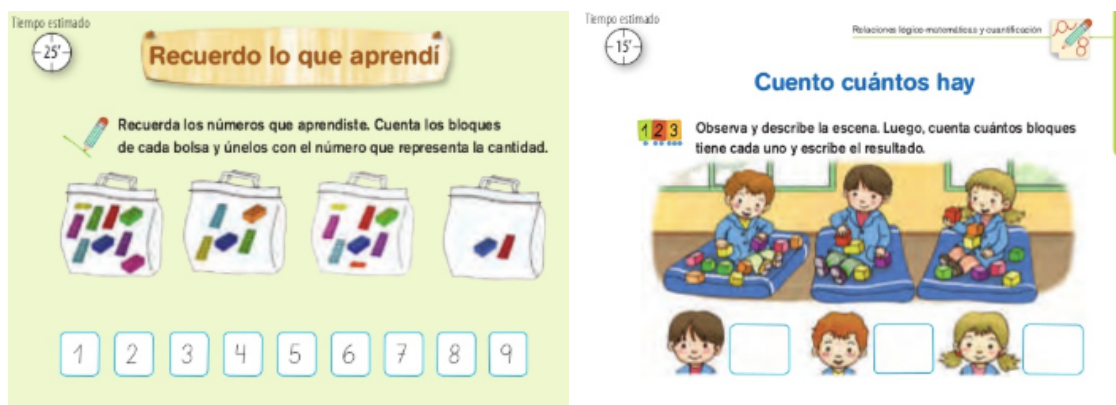 Tiempo estimado
25'
Recuerdo lo que aprendí
Recuerda los números que aprendiste. Cuenta los bloques
de cada bolsa y únelos con el número que representa la cantidad.
1 2 3 4 5 6 7 8 9
Tiempo estimado
15'
Relaciones lógico-matemáticas y cuantificación
Cuento cuántos hay
1 2 3
Observa y describe la escena. Luego, cuenta cuántos bloques
tiene cada uno y escribe el resultado.